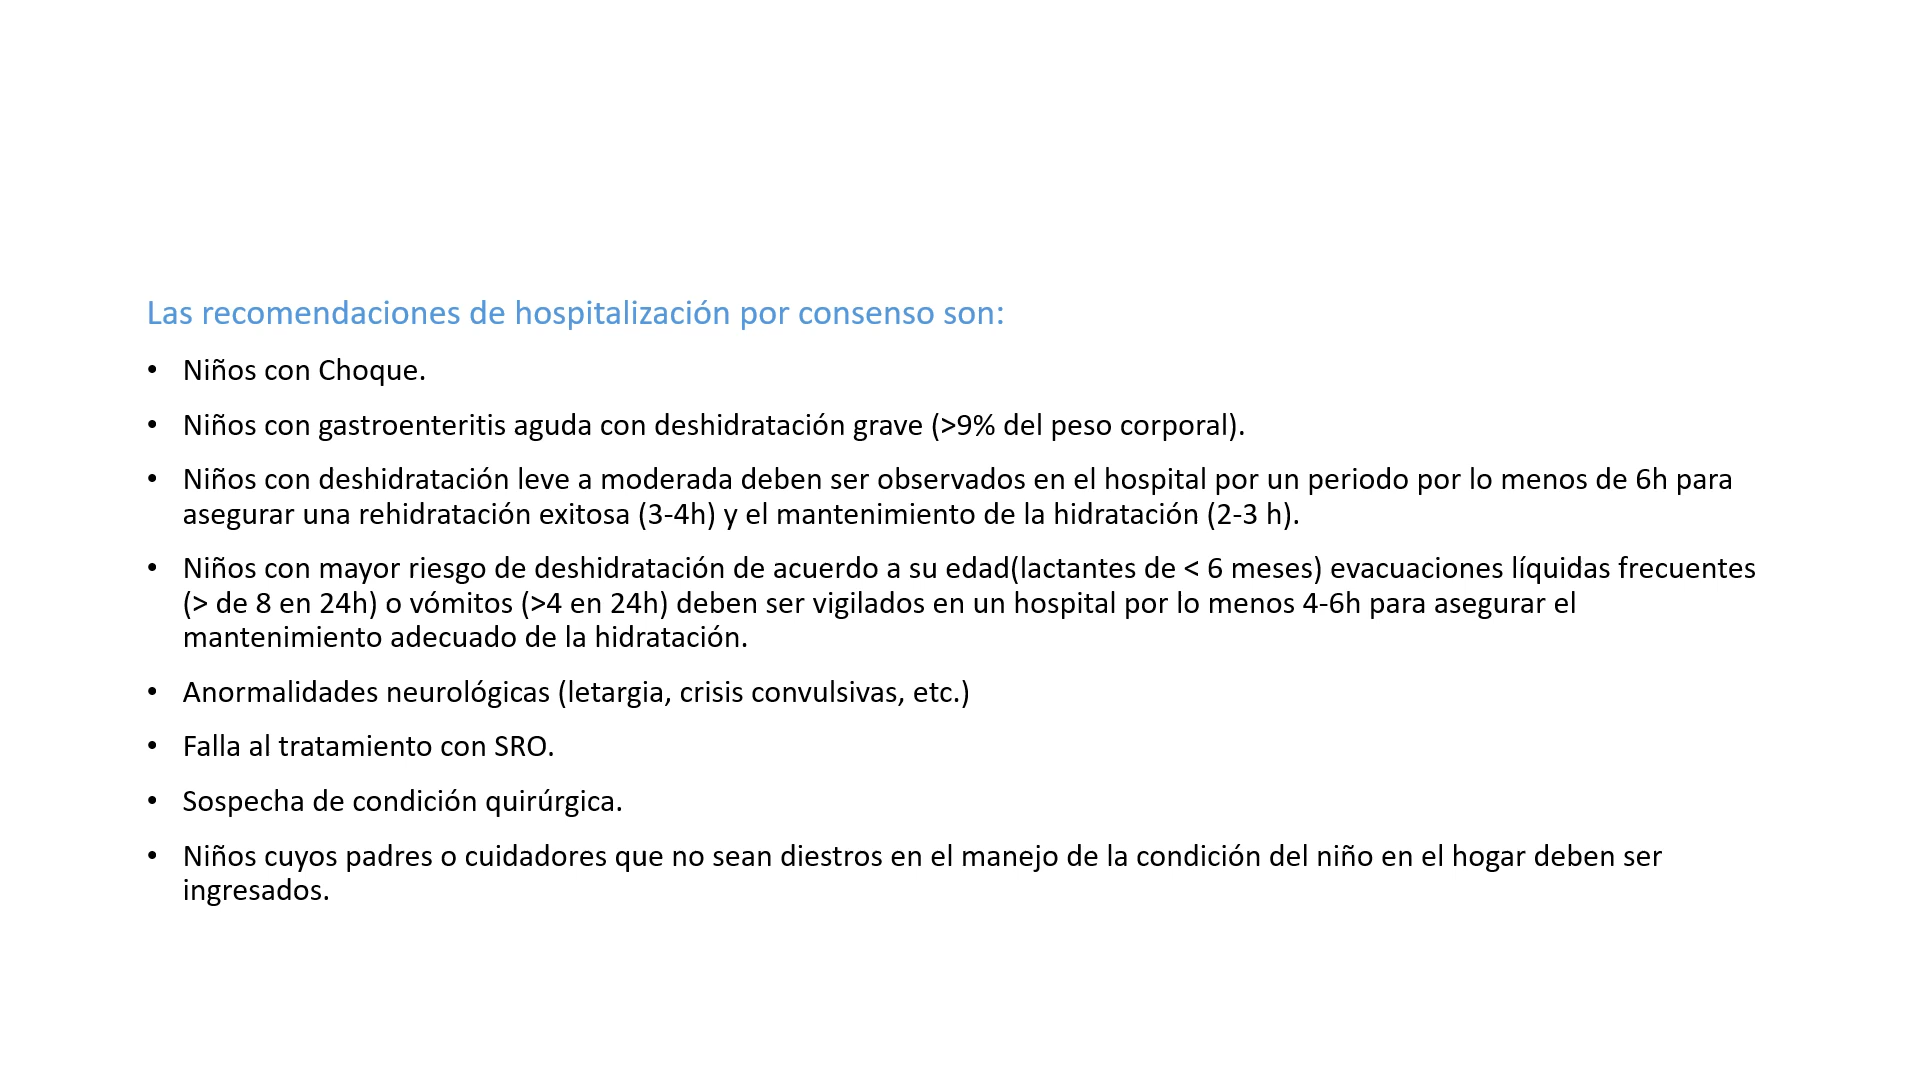 Las recomendaciones de hospitalización por consenso son:
• Niños con Choque.
• Niños con gastroenteritis aguda con deshidratación grave (>9% del peso corporal).
• Niños con deshidratación leve a moderada deben ser observados en el hospital por un periodo por lo menos de 6h para
asegurar una rehidratación exitosa (3-4h) y el mantenimiento de la hidratación (2-3 h).
• Niños con mayor riesgo de deshidratación de acuerdo a su edad(lactantes de < 6 meses) evacuaciones líquidas frecuentes
(> de 8 en 24h) o vómitos (>4 en 24h) deben ser vigilados en un hospital por lo menos 4-6h para asegurar el
mantenimiento adecuado de la hidratación.
• Anormalidades neurológicas (letargia, crisis convulsivas, etc.)
• Falla al tratamiento con SRO.
• Sospecha de condición quirúrgica.
• Niños cuyos padres o cuidadores que no sean diestros en el manejo de la condición del niño en el hogar deben ser
ingresados.